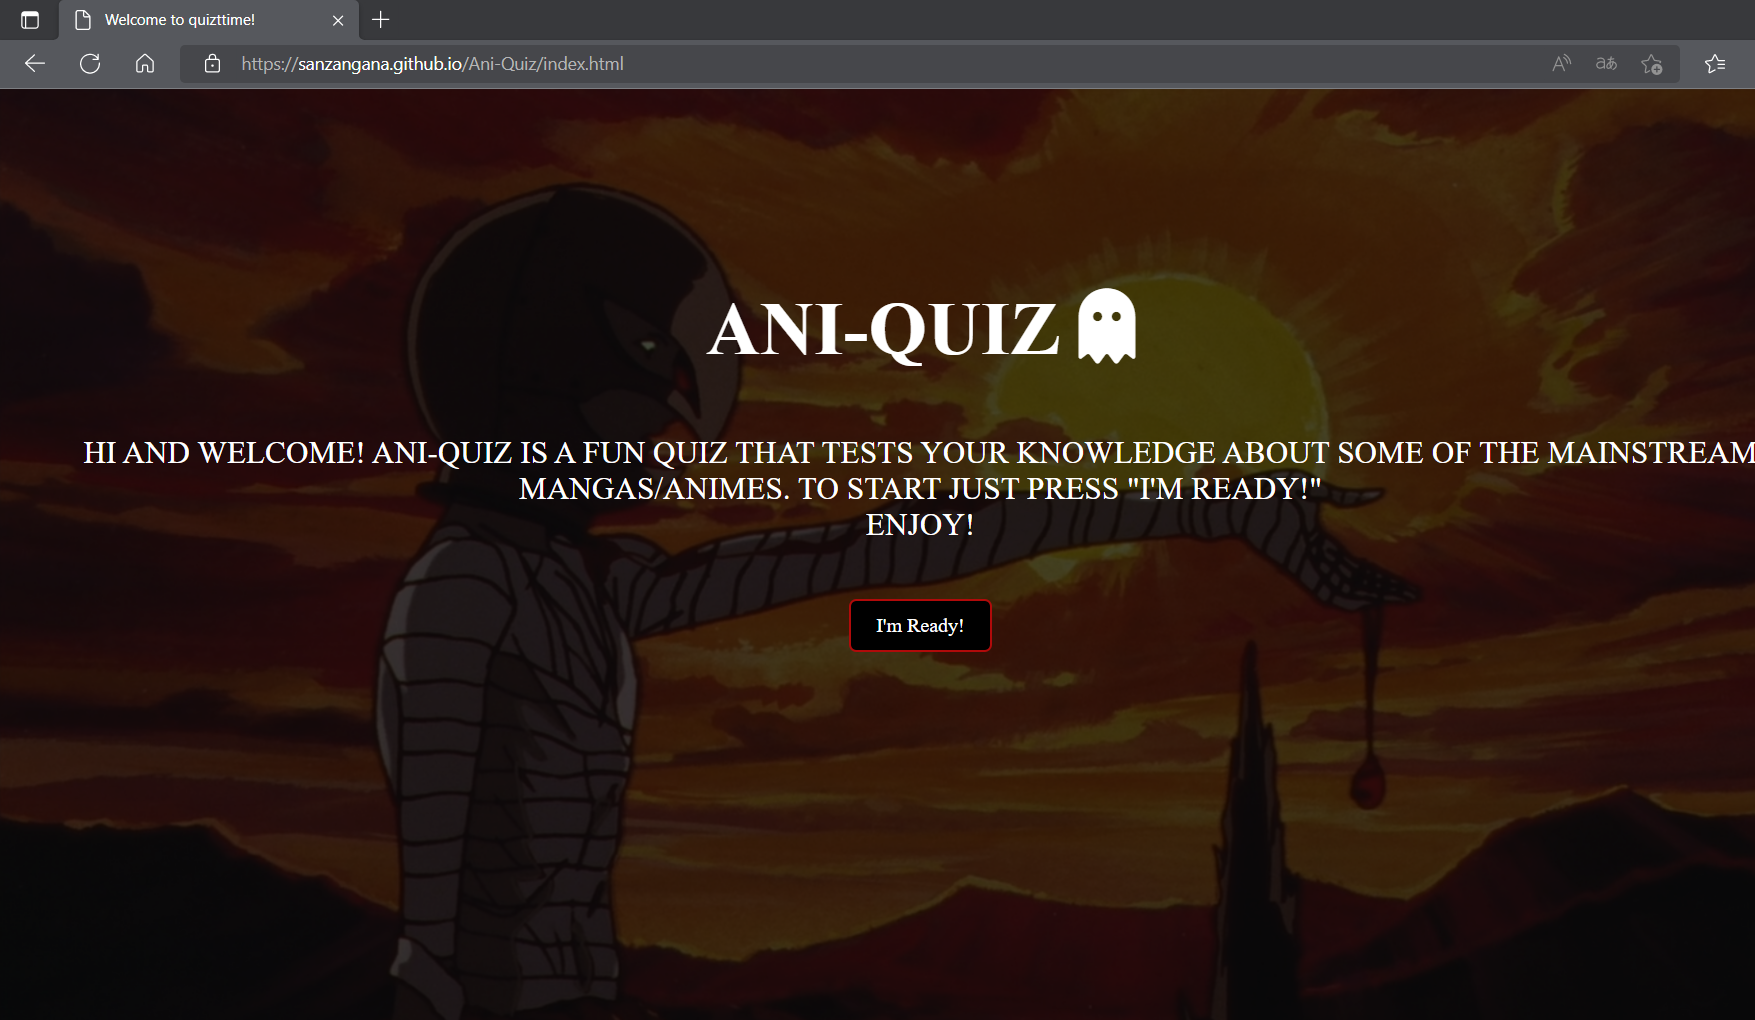 Welcome to quizttime!
https://sanzangana.github.io/Ani-Quiz/index.html
ANI-QUIZ
HI AND WELCOME! ANI-QUIZ IS A FUN QUIZ THAT TESTS YOUR KNOWLEDGE ABOUT SOME OF THE MAINSTREAM
MANGAS/ANIMES. TO START JUST PRESS "I'M READY!"
ENJOY!
I'm Ready!